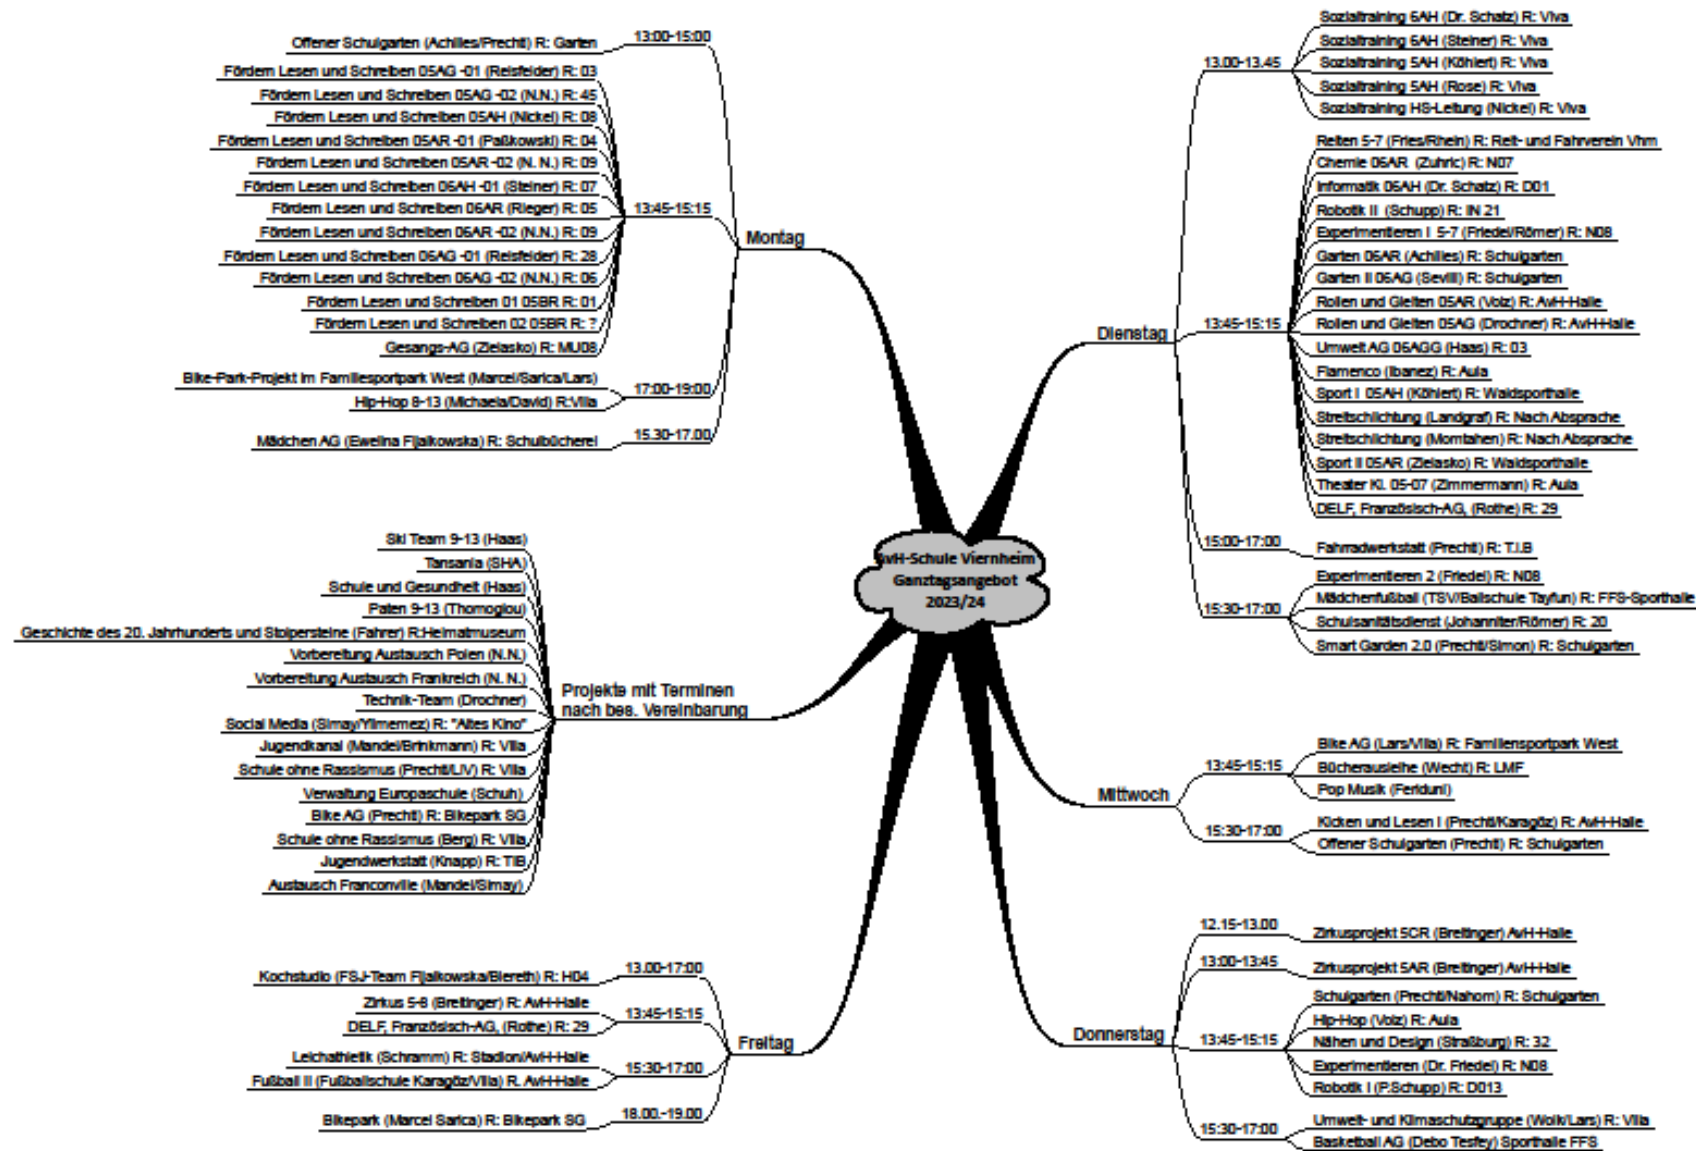 AvH-Schule Viernheim
Ganztagsangebot
2023/24
Montag
13:00-15:00
Offener Schulgarten (Achilles/Prechtl) R: Garten
13:45-15:15
Fördern Lesen und Schreiben 05AG -01 (Reisfelder) R: 03
Fördern Lesen und Schreiben 05AG -02 (N.N.) R: 45
Fördern Lesen und Schreiben 05AH (Nickel) R: 08
Fördern Lesen und Schreiben 05AR -01 (Paßkowski) R: 04
Fördern Lesen und Schreiben 05AR -02 (N. N.) R: 09
Fördern Lesen und Schreiben 06AH -01 (Steiner) R: 07
Fördern Lesen und Schreiben 06AR (Rieger) R: 05
Fördern Lesen und Schreiben 06AR -02 (N.N.) R: 09
Fördern Lesen und Schreiben 06AG -01 (Reisfelder) R: 28
Fördern Lesen und Schreiben 06AG -02 (N.N.) R: 06
Fördern Lesen und Schreiben 01 05BR R: 01
Fördern Lesen und Schreiben 02 05BR R: ?
Gesangs-AG (Zielasko) R: MU08
17:00-19:00
Bike-Park-Projekt im Familiesportpark West (Marcel/Sarica/Lars)
Hip-Hop 8-13 (Michaela/David) R:Villa
15.30-17.00
Mädchen AG (Ewelina Fijalkowska) R: Schulbücherei
Projekte mit Terminen
nach bes. Vereinbarung
Ski Team 9-13 (Haas)
Tansania (SHA)
Schule und Gesundheit (Haas)
Paten 9-13 (Thomoglou)
Geschichte des 20. Jahrhunderts und Stolpersteine (Fahrer) R:Heimatmuseum
Vorbereitung Austausch Polen (N.N.)
Vorbereitung Austausch Frankreich (N. N.)
Technik-Team (Drochner)
Social Media (Simay/Yilmemez) R: "Altes Kino"
Jugendkanal (Mandel/Brinkmann) R: Villa
Schule ohne Rassismus (Prechtl/LIV) R: Villa
Verwaltung Europaschule (Schuh)
Bike AG (Prechtl) R: Bikepark SG
Schule ohne Rassismus (Berg) R: Villa
Jugendwerkstatt (Knapp) R: TIB
Austausch Franconville (Mandel/Simay)
Freitag
13.00-17:00
Kochstudio (FSJ-Team Fijalkowska/Biereth) R: H04
13:45-15:15
Zirkus 5-8 (Breitinger) R: AvH-Halle
DELF, Französisch-AG, (Rothe) R: 29
15:30-17:00
Leichathletik (Schramm) R: Stadion/AvH-Halle
Fußball II (Fußballschule Karagöz/Villa) R. AvH-Halle
18.00.-19.00
Bikepark (Marcel Sarica) R: Bikepark SG
Dienstag
13.00-13.45
Sozialtraining 6AH (Dr. Schatz) R: Viva
Sozialtraining 6AH (Steiner) R: Viva
Sozialtraining 5AH (Köhlert) R: Viva
Sozialtraining 5AH (Rose) R: Viva
Sozialtraining HS-Leitung (Nickel) R: Viva
13:45-15:15
Reiten 5-7 (Fries/Rhein) R: Reit- und Fahrverein Vhm
Chemie 06AR (Zuhric) R: N07
Informatik 06AH (Dr. Schatz) R: D01
Robotik II (Schupp) R: IN 21
Experimentieren I 5-7 (Friedel/Römer) R: N08
Garten 06AR (Achilles) R: Schulgarten
Garten II 06AG (Sevilli) R: Schulgarten
Rollen und Gleiten 05AR (Volz) R: AvH-Halle
Rollen und Gleiten 05AG (Drochner) R: AvH-Halle
Umwelt AG 06AGG (Haas) R: 03
Flamenco (Ibanez) R: Aula
Sport I 05AH (Köhlert) R: Waldsporthalle
Streitschlichtung (Landgraf) R: Nach Absprache
Streitschlichtung (Momtahen) R: Nach Absprache
Sport II 05AR (Zielasko) R: Waldsporthalle
Theater Kl. 05-07 (Zimmermann) R: Aula
DELF, Französisch-AG, (Rothe) R: 29
15:00-17:00
Fahrradwerkstatt (Prechtl) R: T.I.B
15:30-17:00
Experimentieren 2 (Friedel) R: N08
Mädchenfußball (TSV/Ballschule Tayfun) R: FFS-Sporthalle
Schulsanitätsdienst (Johanniter/Römer) R: 20
Smart Garden 2.0 (Prechtl/Simon) R: Schulgarten
Mittwoch
13:45-15:15
Bike AG (Lars/Villa) R: Familiensportpark West
Bücherausleihe (Wecht) R: LMF
Pop Musik (Feriduni)
15:30-17:00
Kicken und Lesen I (Prechtl/Karagöz) R: AvH-Halle
Offener Schulgarten (Prechtl) R: Schulgarten
Donnerstag
12.15-13.00
Zirkusprojekt 5CR (Breitinger) AvH-Halle
13:00-13:45
Zirkusprojekt 5AR (Breitinger) AvH-Halle
13:45-15:15
Schulgarten (Prechtl/Nahom) R: Schulgarten
Hip-Hop (Volz) R: Aula
Nähen und Design (Straßburg) R: 32
Experimentieren (Dr. Friedel) R: N08
Robotik I (P.Schupp) R: D013
15:30-17:00
Umwelt- und Klimaschutzgruppe (Wolk/Lars) R: Villa
Basketball AG (Debo Tesfey) Sporthalle FFS